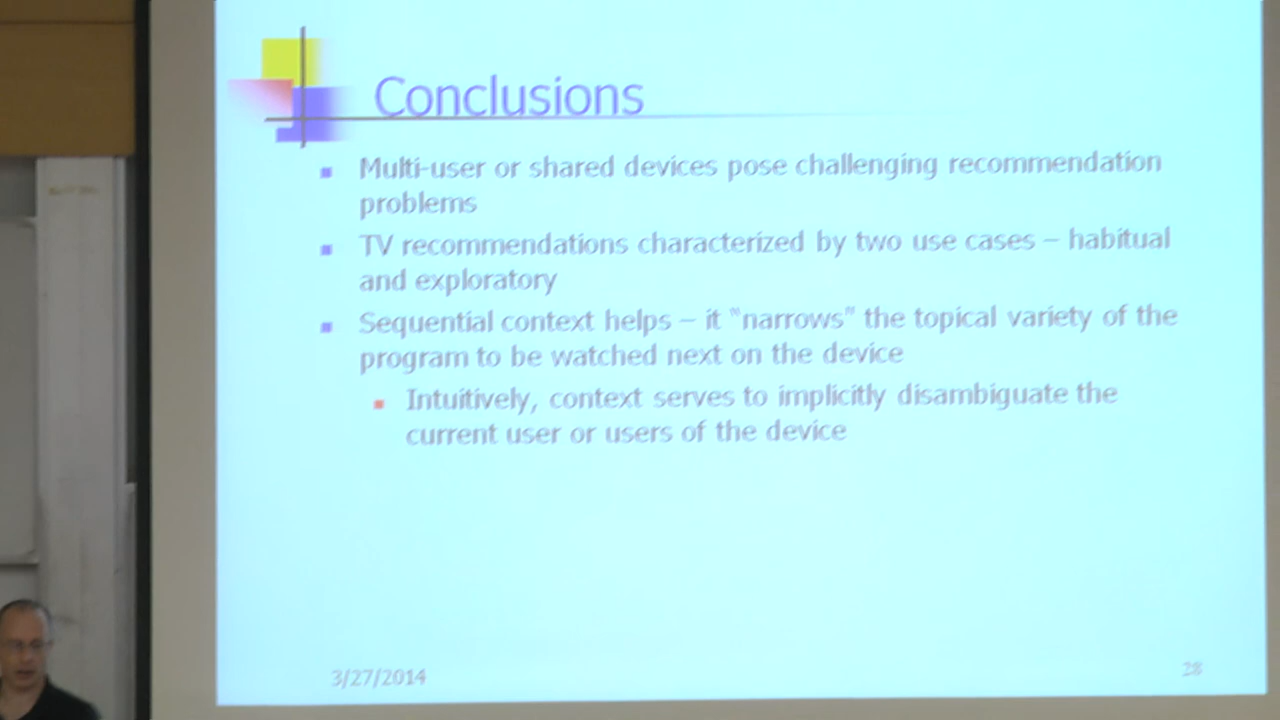 Conclusions
Multi-user or shared devices pose challenging recommendation
problems
TV recommendations characterized by two use cases – habitual
and exploratory
Sequential context helps – it "narrows" the topical variety of the
program to be watched next on the device
Intuitively, context serves to implicitly disambiguate the
current user or users of the device
3/27/2014
28